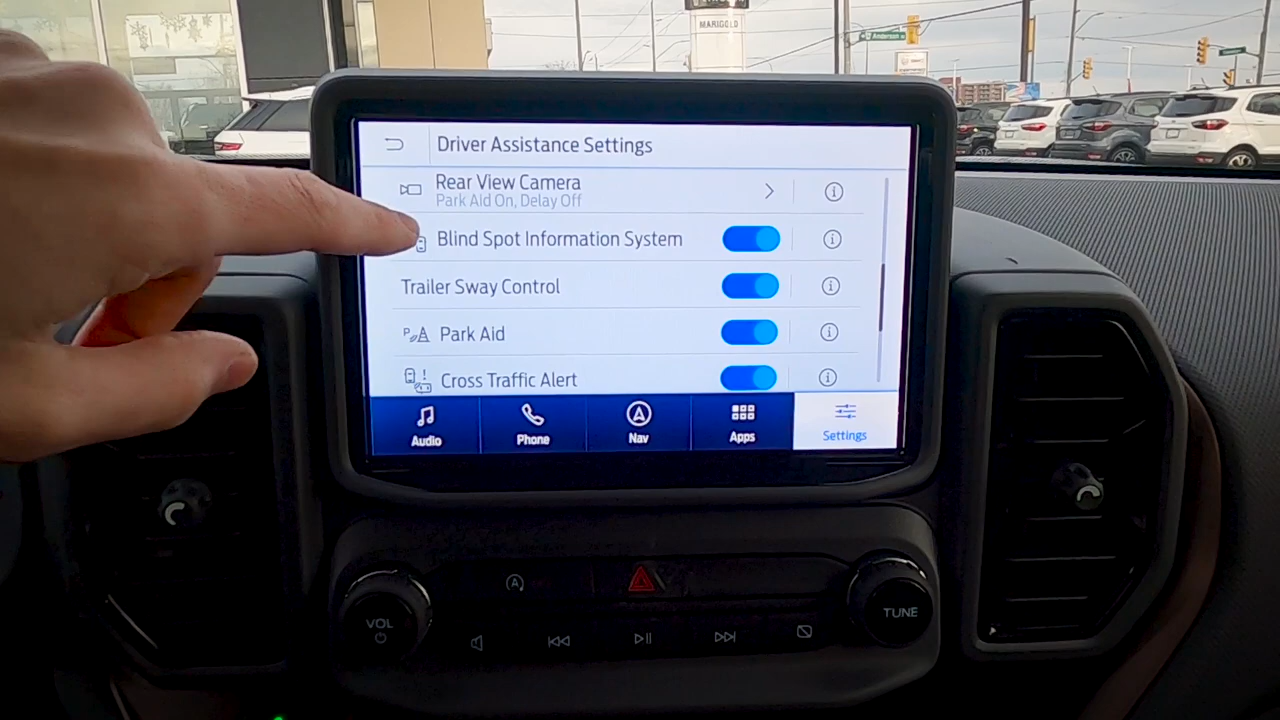 MARIGOLD
Anderson
Driver Assistance Settings
Rear View Camera
Park Aid On, Delay Off
Blind Spot Information System
Trailer Sway Control
P
Park Aid
Cross Traffic Alert
Audio
Phone
Nav
Apps
Settings
A
VOL
TUNE